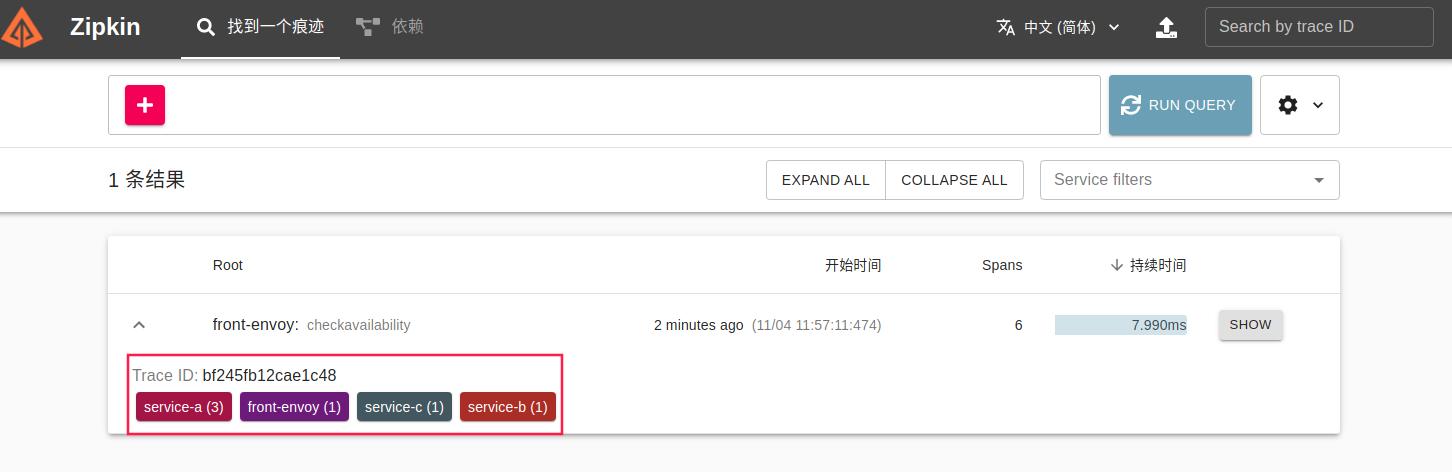 Zipkin 找到一个痕迹 依赖 中文 (简体) Search by trace ID
RUN QUERY
1 条结果 EXPAND ALL COLLAPSE ALL Service filters
Root 开始时间 Spans 持续时间
front-envoy: checkavailability 2 minutes ago (11/04 11:57:11:474) 6 7.990ms SHOW
Trace ID: bf245fb12cae1c48
service-a (3) front-envoy (1) service-c (1) service-b (1)